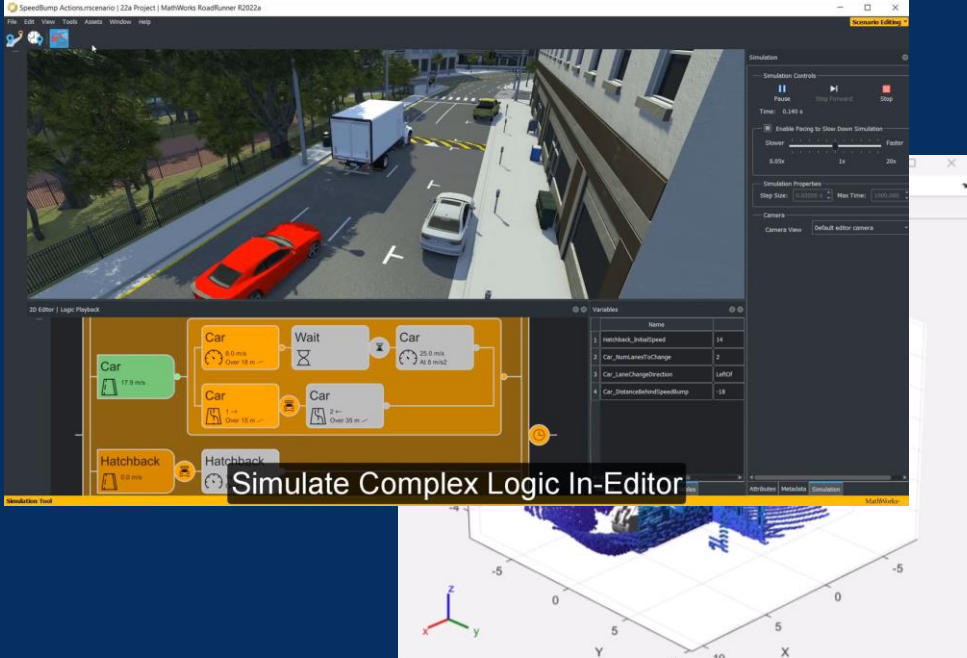 SpeedBump Actions.rrscenario | 22a Project | MathWorks RoadRunner R2022a
File Edit View Tools Assets Window Help
Scenario Editing
Simulation
Simulation Controls
Pause Step Forward Stop
Time: 0.140 s
Enable Pacing to Slow Down Simulation
Slower Faster
0.05x 1x 20x
Simulation Properties
Step Size: Max Time: 1000.000
Camera
Camera View Default editor camera
2D Editor | Logic Playback
Variables
Name
1 Hatchback_InitialSpeed 14
2 Car_NumLanesToChange 2
3 Car_LaneChangeDirection LeftOf
4 Car_DistanceBehindSpeedBump -18
Car
17.9 m/s
Car
8.0 m/s
Over 18 m
Wait
Car
25.0 m/s
At 8 m/s2
Car
1 →
Over 15 m
Car
2 ←
Over 35 m
Hatchback
0.0 m/s
Hatchback
Simulate Complex Logic In-Editor
Attributes Metadata Simulation
Simulation Tool
MathWorks
-4
-5
0
5
10
Y
-5
0
5
X
z
x
y